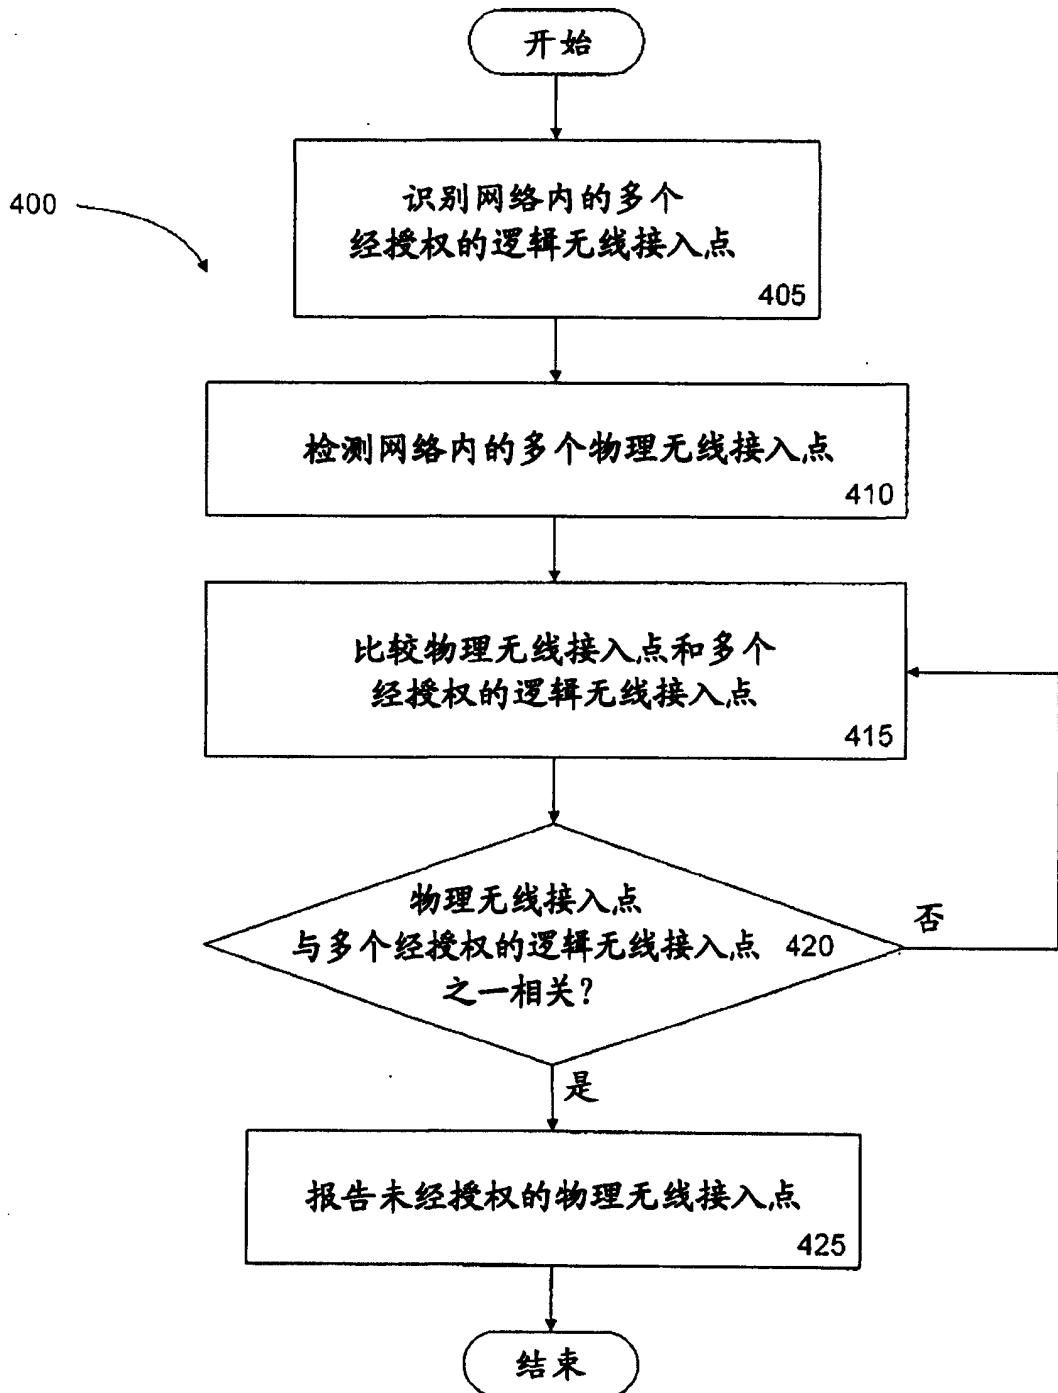 开始
400
识别网络内的多个
经授权的逻辑无线接入点
405
检测网络内的多个物理无线接入点
410
比较物理无线接入点和多个
经授权的逻辑无线接入点
415
物理无线接入点
与多个经授权的逻辑无线接入点 420
之一相关?
否
是
报告未经授权的物理无线接入点
425
结束